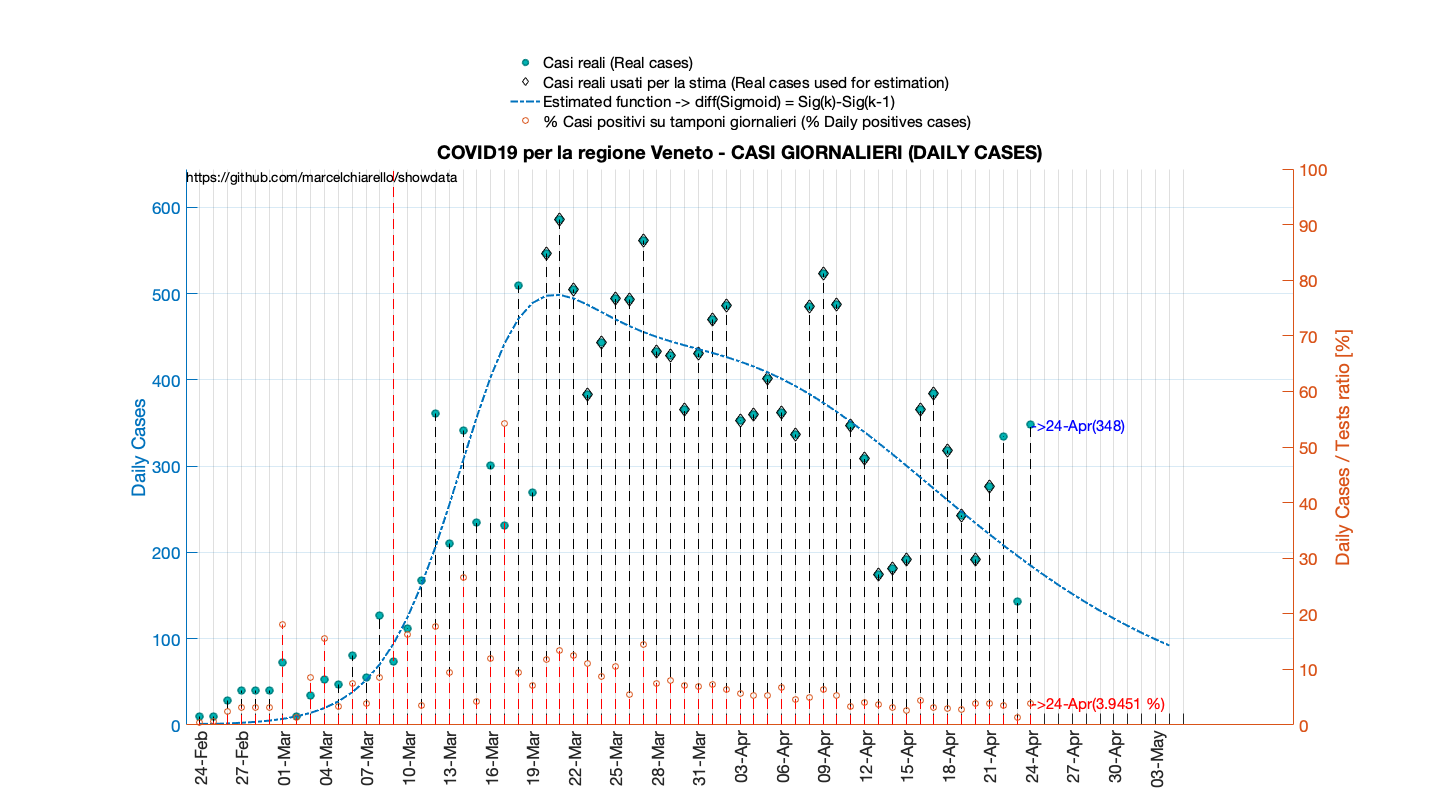 Casi reali (Real cases)
Casi reali usati per la stima (Real cases used for estimation)
Estimated function -> diff(Sigmoid) = Sig(k)-Sig(k-1)
% Casi positivi su tamponi giornalieri (% Daily positives cases)
COVID19 per la regione Veneto - CASI GIORNALIERI (DAILY CASES)
https://github.com/marcelchiarello/showdata
Daily Cases
600
500
400
300
200
100
0
->24-Apr(348)
->24-Apr(3.9451 %)
100
90
80
70
60
50
40
30
20
10
0
Daily Cases / Tests ratio [%]
24-Feb
27-Feb
01-Mar
04-Mar
07-Mar
10-Mar
13-Mar
16-Mar
19-Mar
22-Mar
25-Mar
28-Mar
31-Mar
03-Apr
06-Apr
09-Apr
12-Apr
15-Apr
18-Apr
21-Apr
24-Apr
27-Apr
30-Apr
03-May